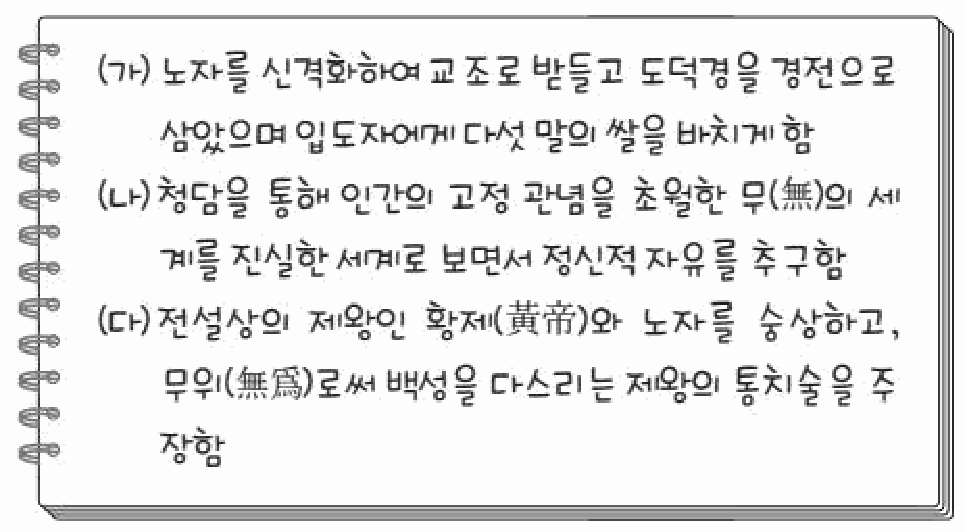 (가) 노자를 신격화하여 교조로 받들고 도덕경을 경전으로
삼았으며 입도자에게 다섯 말의 쌀을 바치게 함
(나) 청담을 통해 인간의 고정 관념을 초월한 무(無)의 세
계를 진실한 세계로 보면서 정신적 자유를 추구함
(다) 전설상의 제왕인 황제(黃帝)와 노자를 숭상하고,
무위(無爲)로써 백성을 다스리는 제왕의 통치술을 주
장함